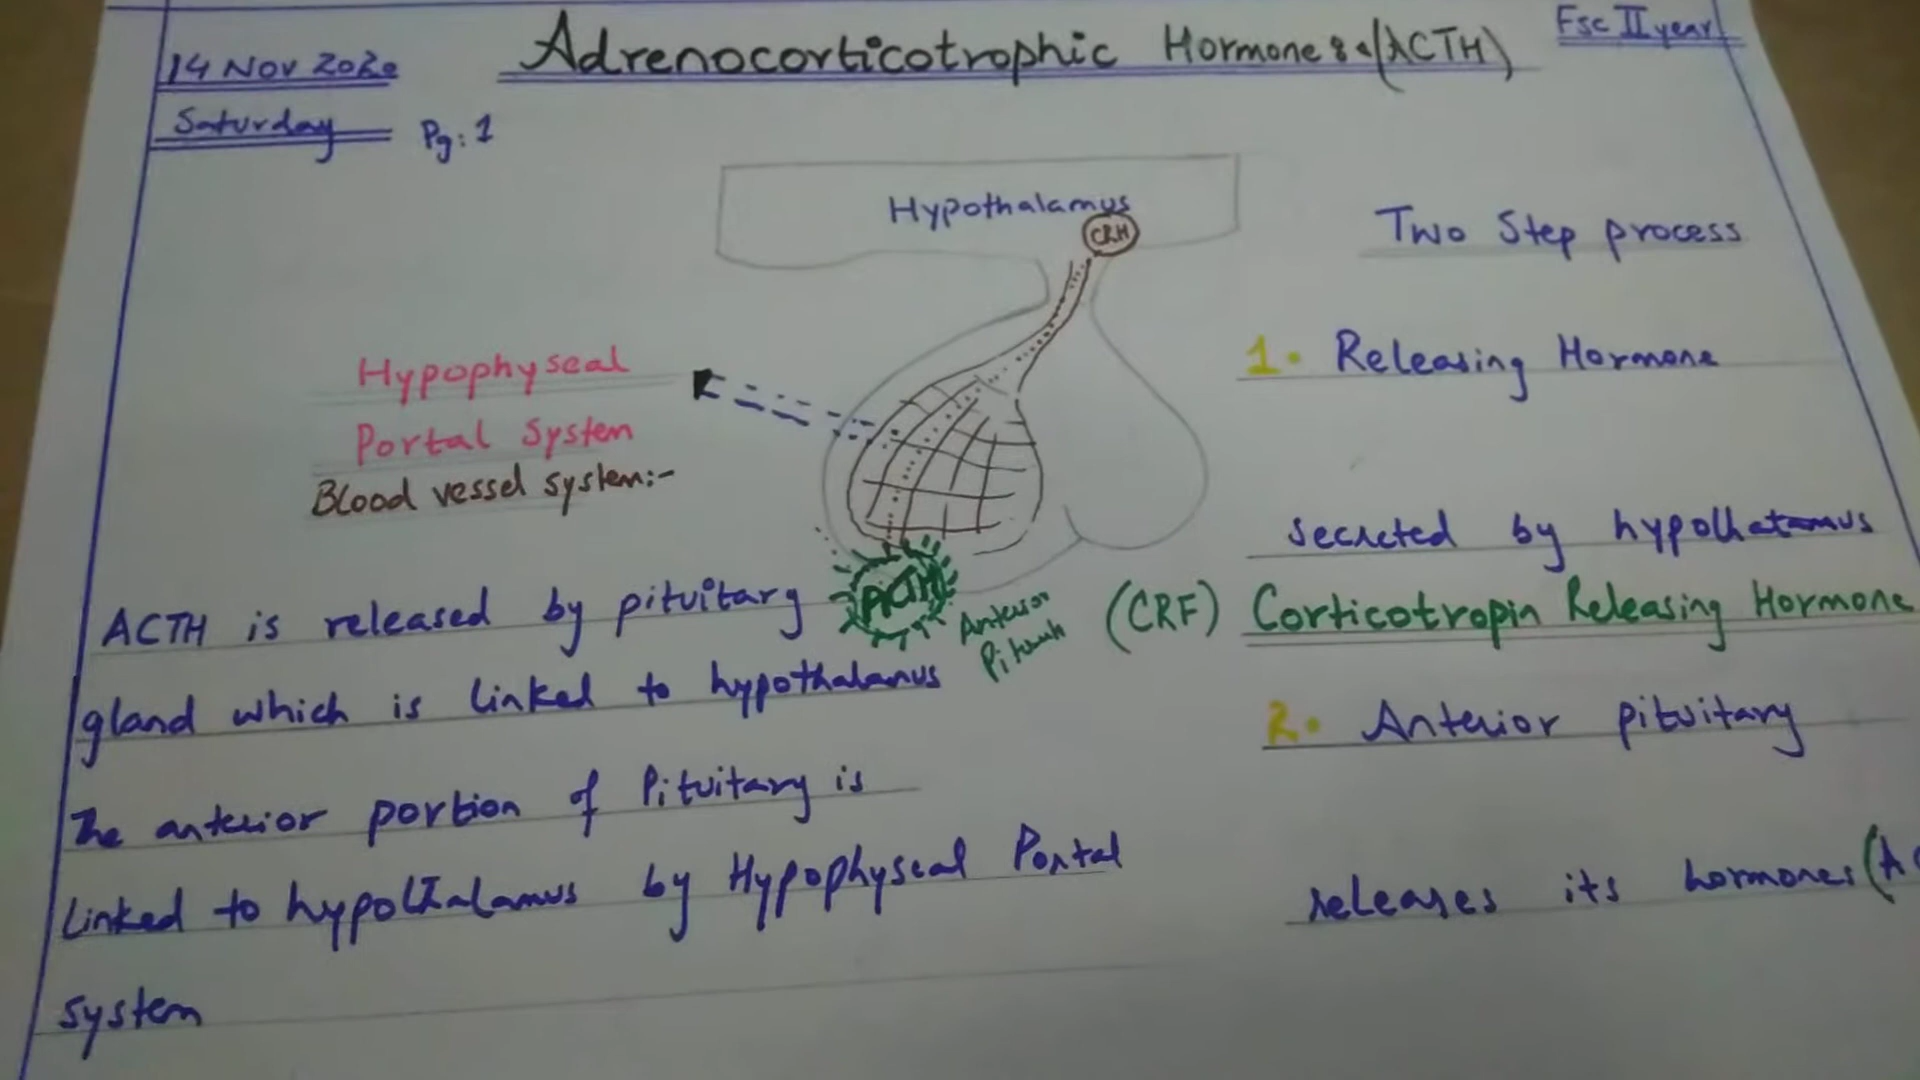 14 Nov 2020
Adrenocorticotrophic Hormone :- (ACTH)
Fsc II year
Saturday
Pg: 1
Hypothalamus
CRH
Two Step process
Hypophyseal
Portal System
Blood vessel system:-
1. Releasing Hormone
secreted by hypothalamus
ACTH is released by pituitary
gland which is linked to hypothalamus
The anterior portion of Pituitary is
linked to hypothalamus by Hypophyseal Portal
system
ACTH
Anterior
(CRF) Corticotropin Releasing Hormone
2. Anterior pituitary
releases its hormones (A